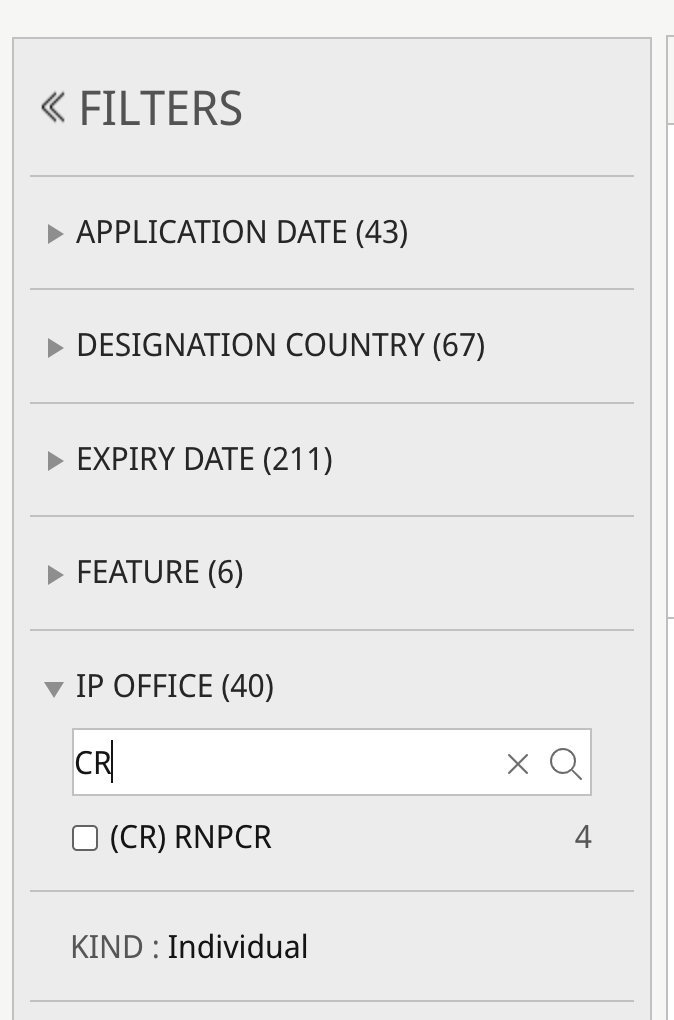 FILTERS
APPLICATION DATE (43)
DESIGNATION COUNTRY (67)
EXPIRY DATE (211)
FEATURE (6)
IP OFFICE (40)
CR
(CR) RNPCR 4
KIND : Individual